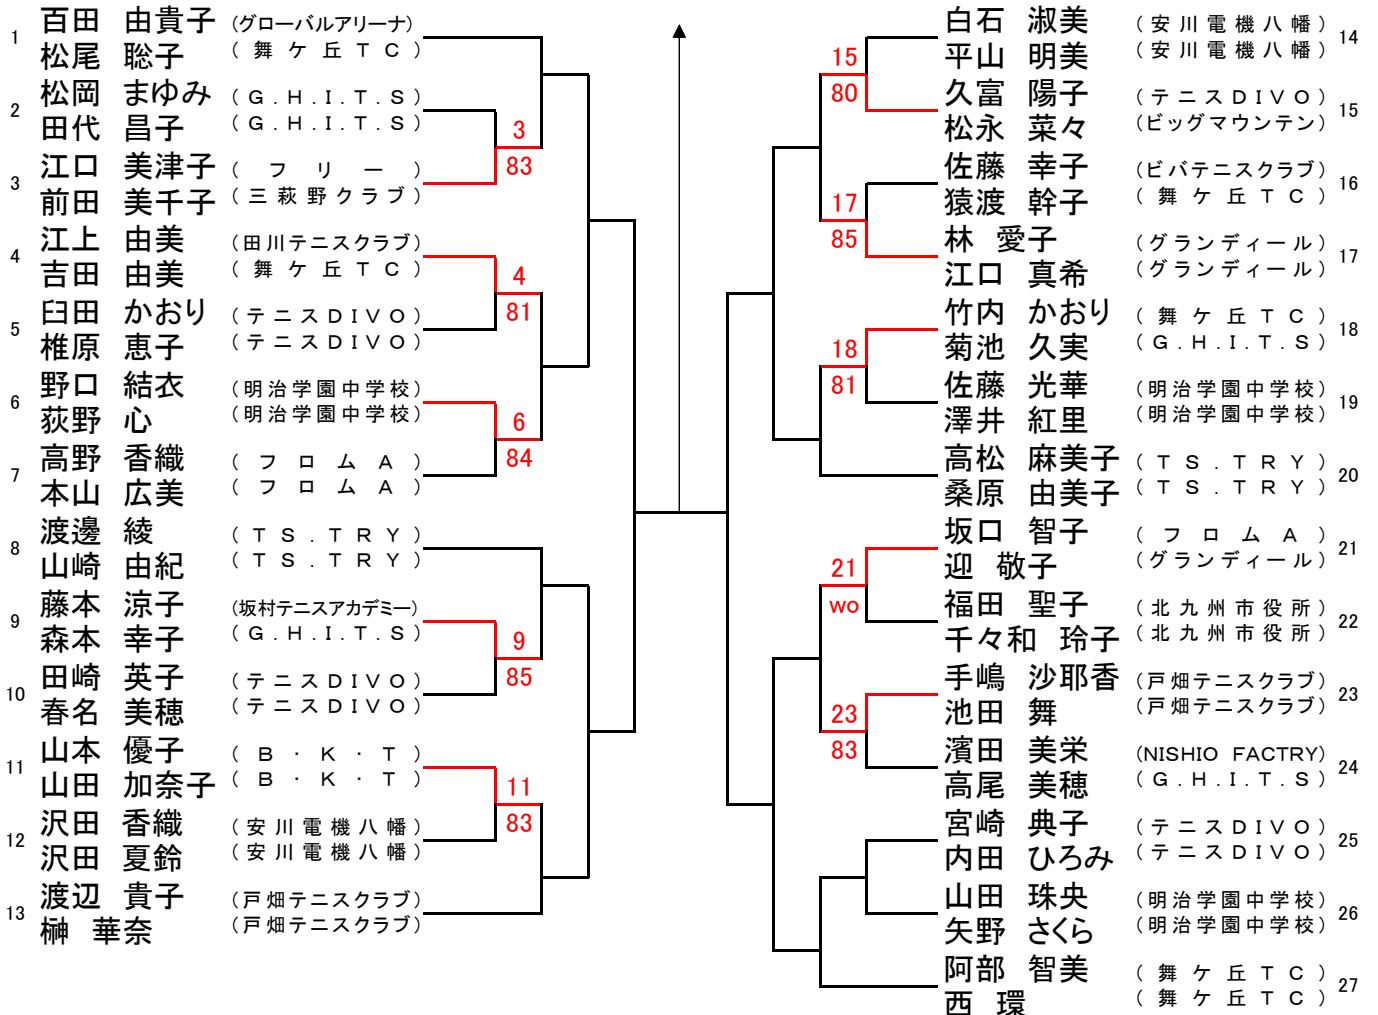 1 百田 由貴子 (グローバルアリーナ)
松尾 聡子 (舞ケ丘TC)
2 松岡 まゆみ (G.H.I.T.S)
田代 昌子 (G.H.I.T.S)
3 江口 美津子 (フリー)
前田 美千子 (三萩野クラブ)
4 江上 由美 (田川テニスクラブ)
吉田 由美 (舞ケ丘TC)
5 臼田 かおり (テニスDIVO)
椎原 恵子 (テニスDIVO)
6 野口 結衣 (明治学園中学校)
荻野 心 (明治学園中学校)
7 高野 香織 (フロムA)
本山 広美 (フロムA)
8 渡邊 綾 (TS.TRY)
山崎 由紀 (TS.TRY)
9 藤本 涼子 (坂村テニスアカデミー)
森本 幸子 (G.H.I.T.S)
10 田崎 英子 (テニスDIVO)
春名 美穂 (テニスDIVO)
11 山本 優子 (B・K・T)
山田 加奈子 (B・K・T)
12 沢田 香織 (安川電機八幡)
沢田 夏鈴 (安川電機八幡)
13 渡辺 貴子 (戸畑テニスクラブ)
榊 華奈 (戸畑テニスクラブ)
3
83
4
81
6
84
9
85
11
83
15
80
17
85
18
81
21
wo
23
83
白石 淑美 (安川電機八幡) 14
平山 明美 (安川電機八幡)
久富 陽子 (テニスDIVO) 15
松永 菜々 (ビッグマウンテン)
佐藤 幸子 (ビバテニスクラブ) 16
猿渡 幹子 (舞ケ丘TC)
林 愛子 (グランディール) 17
江口 真希 (グランディール)
竹内 かおり (舞ケ丘TC) 18
菊池 久実 (G.H.I.T.S)
佐藤 光華 (明治学園中学校) 19
澤井 紅里 (明治学園中学校)
高松 麻美子 (TS.TRY) 20
桑原 由美子 (TS.TRY)
坂口 智子 (フロムA) 21
迎 敬子 (グランディール)
福田 聖子 (北九州市役所) 22
千々和 玲子 (北九州市役所)
手嶋 沙耶香 (戸畑テニスクラブ) 23
池田 舞 (戸畑テニスクラブ)
濱田 美栄 (NISHIO FACTRY) 24
高尾 美穂 (G.H.I.T.S)
宮崎 典子 (テニスDIVO) 25
内田 ひろみ (テニスDIVO)
山田 珠央 (明治学園中学校) 26
矢野 さくら (明治学園中学校)
阿部 智美 (舞ケ丘TC) 27
西 環 (舞ケ丘TC)